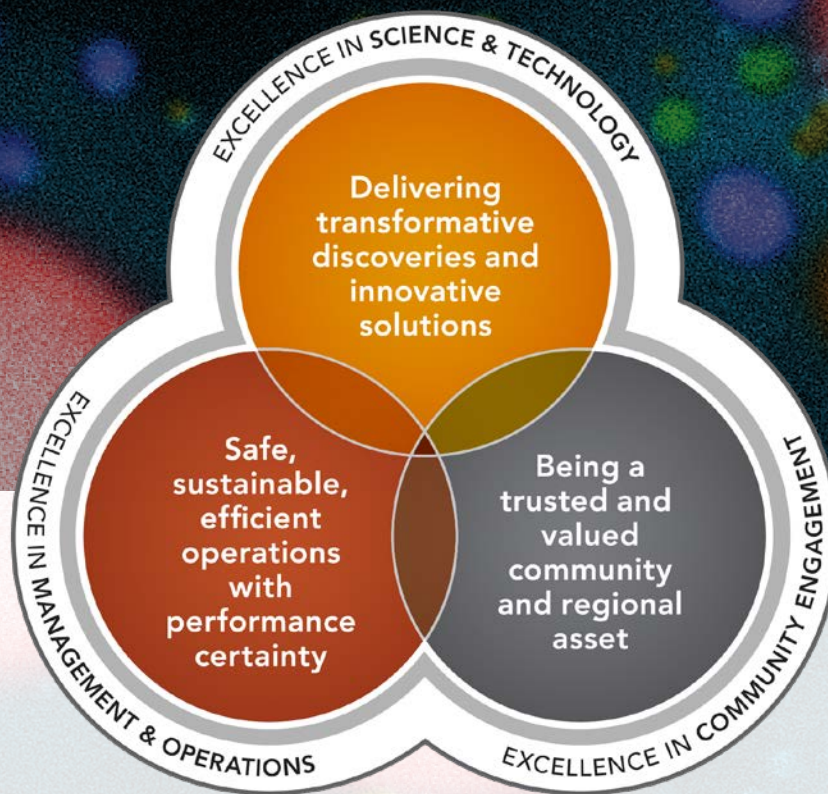 EXCELLENCE IN SCIENCE & TECHNOLOGY
Delivering
transformative
discoveries and
innovative
solutions
EXCELLENCE IN MANAGEMENT & OPERATIONS
Safe,
sustainable,
efficient
operations
with
performance
certainty
Being a
trusted and
valued
community
and regional
asset
EXCELLENCE IN COMMUNITY ENGAGEMENT